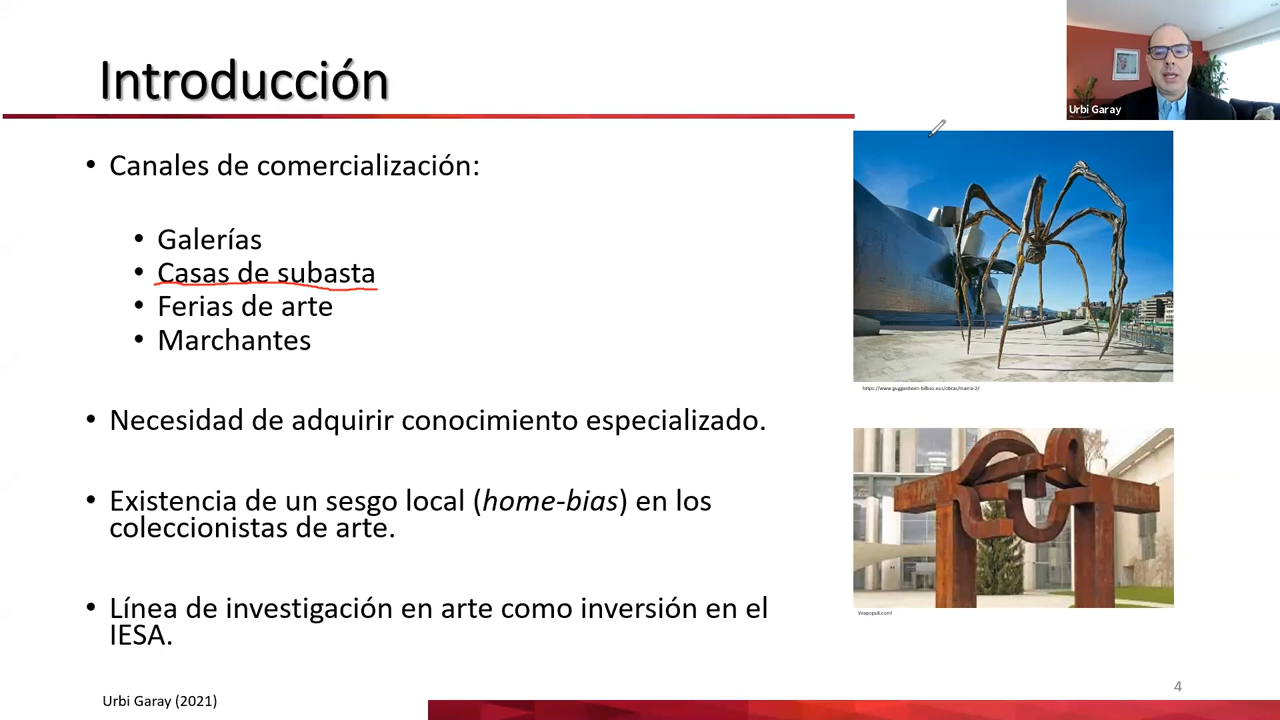 Introducción
Urbi Garay
• Canales de comercialización:
• Galerías
• Casas de subasta
• Ferias de arte
• Marchantes
https://www.guggenheim-bilbao.eus/obras/mama-2/
• Necesidad de adquirir conocimiento especializado.
• Existencia de un sesgo local (home-bias) en los
coleccionistas de arte.
• Línea de investigación en arte como inversión en el
IESA.
Urbi Garay (2021)
4